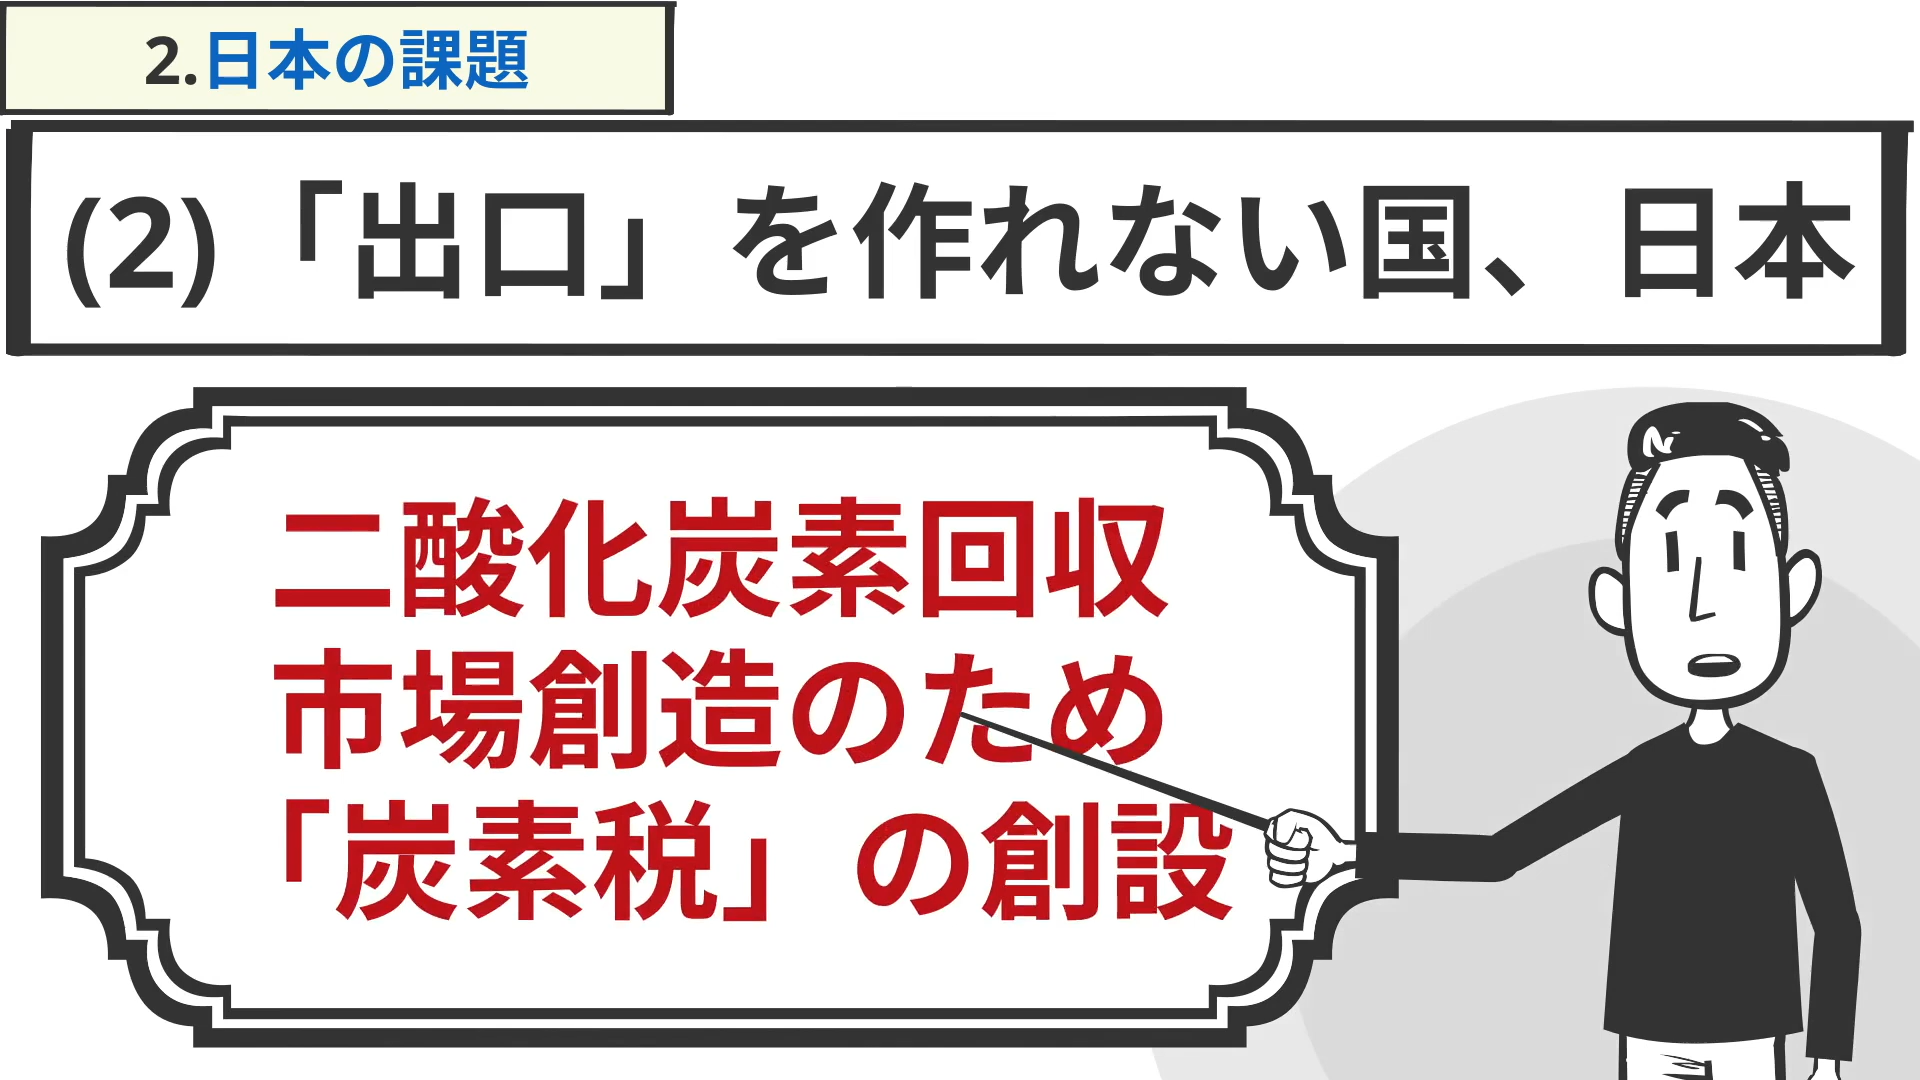 2.日本の課題
(2)「出口」を作れない国、日本
二酸化炭素回収
市場創造のため
「炭素税」の創設